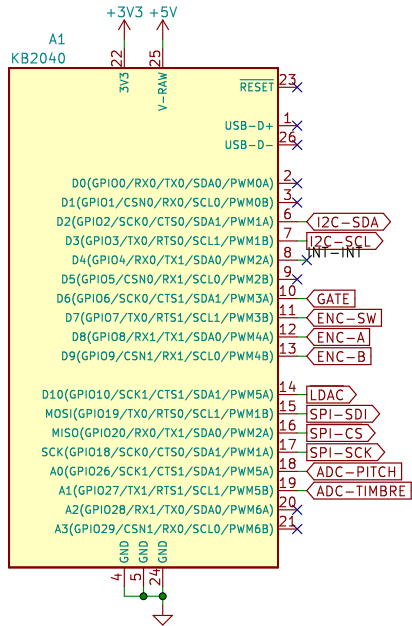 +3V3 +5V
A1
KB2040
22 25
3V3 V-RAW
RESET 23
USB-D+ 1
USB-D- 26
D0(GPIO0/RX0/TX0/SDA0/PWM0A) 2
D1(GPIO1/CSN0/RX0/SCL0/PWM0B) 3
D2(GPIO2/SCK0/CTS0/SDA1/PWM1A) 6 I2C-SDA
D3(GPIO3/TX0/RTS0/SCL1/PWM1B) 7 I2C-SCL
D4(GPIO4/RX0/TX1/SDA0/PWM2A) 8 INT-INT
D5(GPIO5/CSN0/RX1/SCL0/PWM2B) 9
D6(GPIO6/SCK0/CTS1/SDA1/PWM3A) 10 GATE
D7(GPIO7/TX0/RTS1/SCL1/PWM3B) 11 ENC-SW
D8(GPIO8/RX1/TX1/SDA0/PWM4A) 12 ENC-A
D9(GPIO9/CSN1/RX1/SCL0/PWM4B) 13 ENC-B
D10(GPIO10/SCK1/CTS1/SDA1/PWM5A) 14 LDAC
MOSI(GPIO19/TX0/RTS0/SCL1/PWM1B) 15 SPI-SDI
MISO(GPIO20/RX0/TX1/SDA0/PWM2A) 16 SPI-CS
SCK(GPIO18/SCK0/CTS0/SDA1/PWM1A) 17 SPI-SCK
A0(GPIO26/SCK1/CTS1/SDA1/PWM5A) 18 ADC-PITCH
A1(GPIO27/TX1/RTS1/SCL1/PWM5B) 19 ADC-TIMBRE
A2(GPIO28/RX1/TX0/SDA0/PWM6A) 20
A3(GPIO29/CSN1/RX0/SCL0/PWM6B) 21
GND GND GND
4 5 24